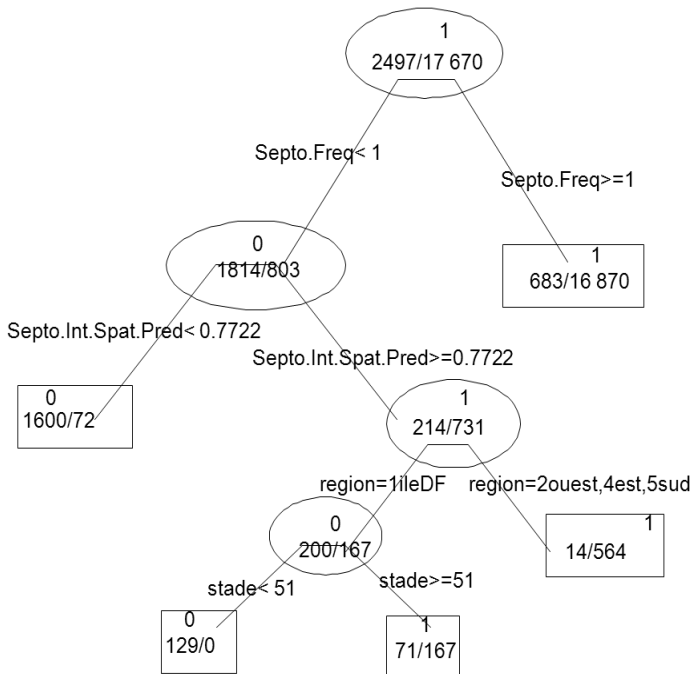 1
2497/17 670
Septo.Freq< 1
Septo.Freq>=1
0
1814/803
1
683/16 870
Septo.Int.Spat.Pred< 0.7722
Septo.Int.Spat.Pred>=0.7722
0
1600/72
1
214/731
region=1ileDF
region=2ouest,4est,5sud
0
200/167
1
14/564
stade< 51
stade>=51
0
129/0
1
71/167